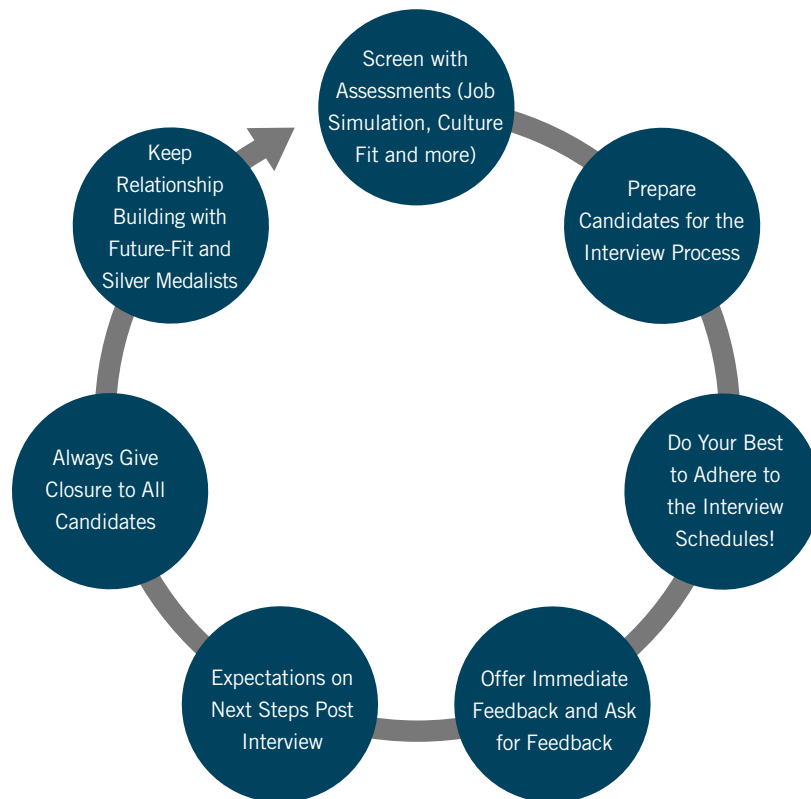 Screen with
Assessments (Job
Simulation, Culture
Fit and more)
Prepare
Candidates for the
Interview Process
Do Your Best
to Adhere to
the Interview
Schedules!
Offer Immediate
Feedback and Ask
for Feedback
Expectations on
Next Steps Post
Interview
Always Give
Closure to All
Candidates
Keep
Relationship
Building with
Future-Fit and
Silver Medalists